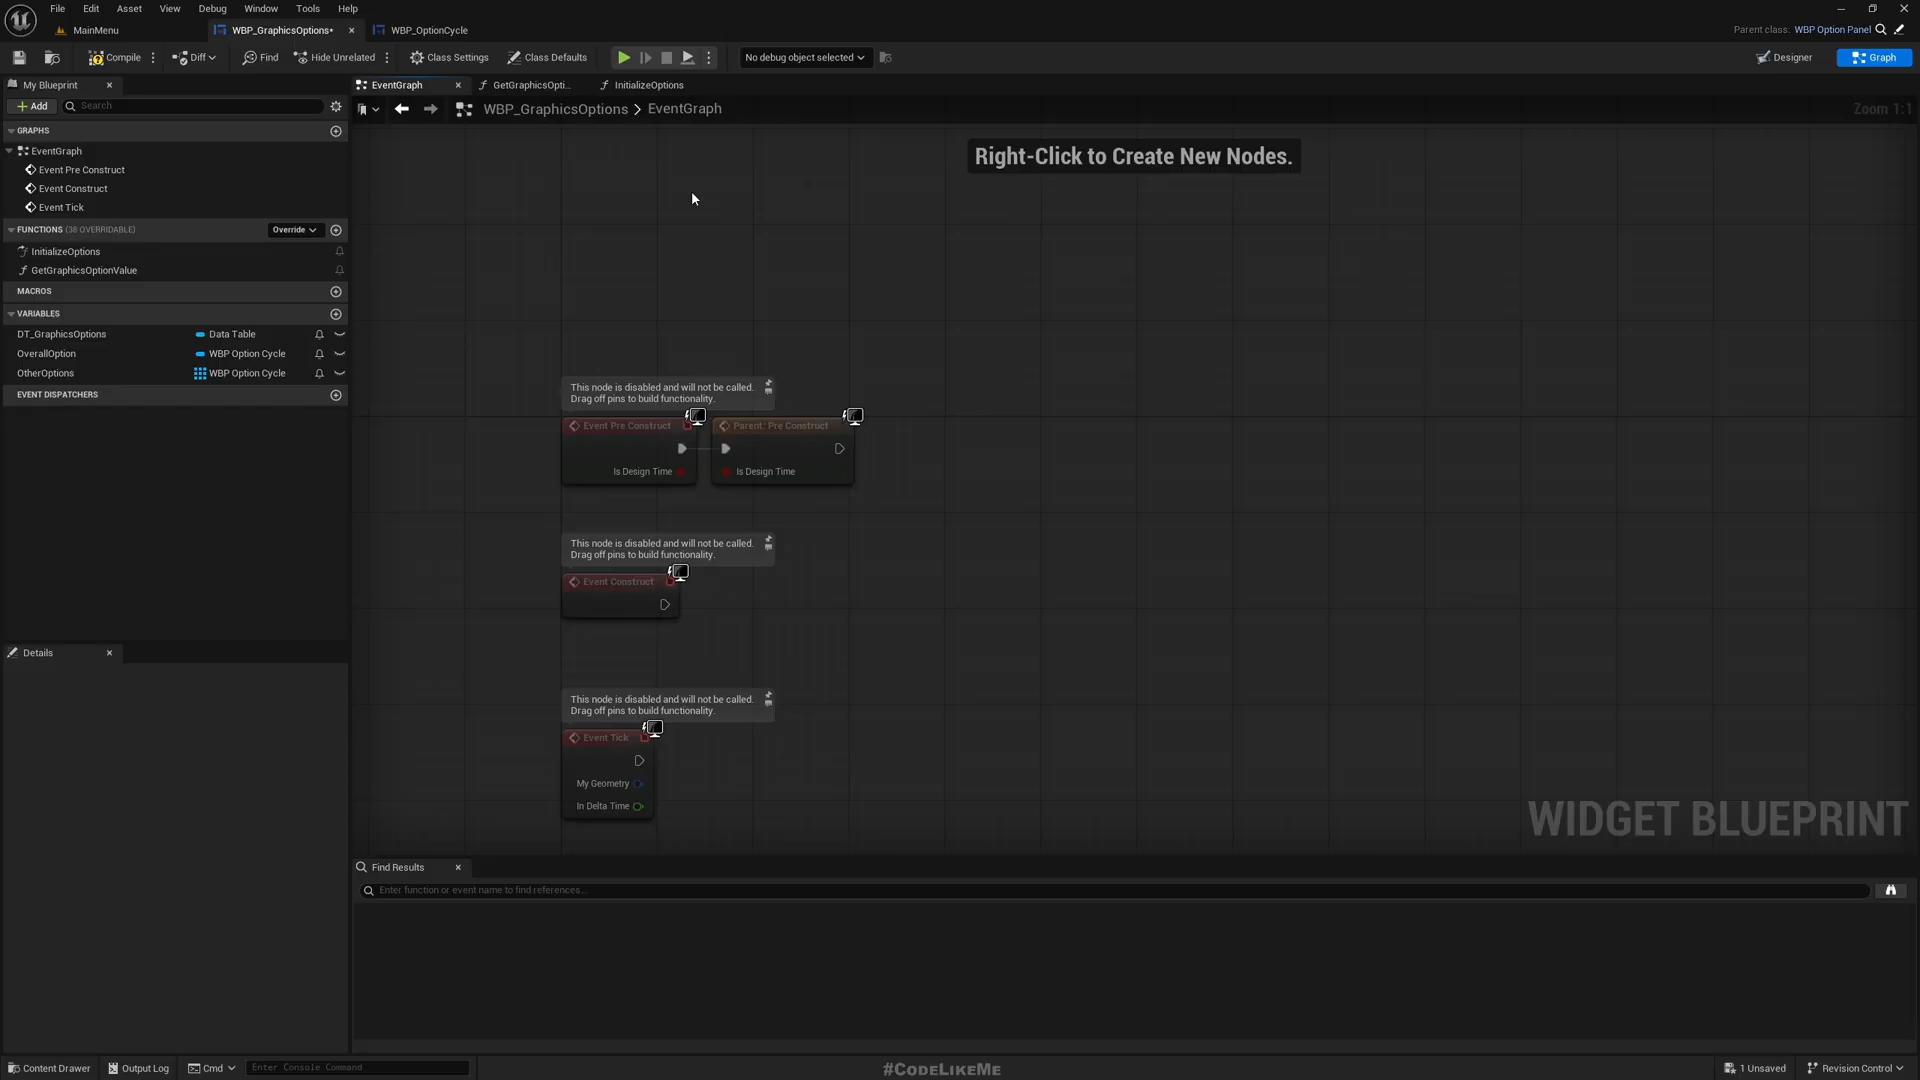 File Edit Asset View Debug Window Tools Help
MainMenu WBP_GraphicsOptions* WBP_OptionCycle Parent class: WBP Option Panel
Compile Diff Find Hide Unrelated Class Settings Class Defaults No debug object selected Designer Graph
My Blueprint EventGraph GetGraphicsOpti... InitializeOptions
Add Search WBP_GraphicsOptions > EventGraph Zoom 1:1
GRAPHS
EventGraph
Event Pre Construct
Event Construct
Event Tick
FUNCTIONS (38 OVERRIDABLE) Override
InitializeOptions
GetGraphicsOptionValue
MACROS
VARIABLES
DT_GraphicsOptions Data Table
OverallOption WBP Option Cycle
OtherOptions WBP Option Cycle
EVENT DISPATCHERS
Details
Right-Click to Create New Nodes.
This node is disabled and will not be called.
Drag off pins to build functionality.
Event Pre Construct Parent: Pre Construct
Is Design Time Is Design Time
This node is disabled and will not be called.
Drag off pins to build functionality.
Event Construct
This node is disabled and will not be called.
Drag off pins to build functionality.
Event Tick
My Geometry
In Delta Time
WIDGET BLUEPRINT
Find Results
Enter function or event name to find references...
Content Drawer Output Log Cmd Enter Console Command #CODELIKEME 1 Unsaved Revision Control